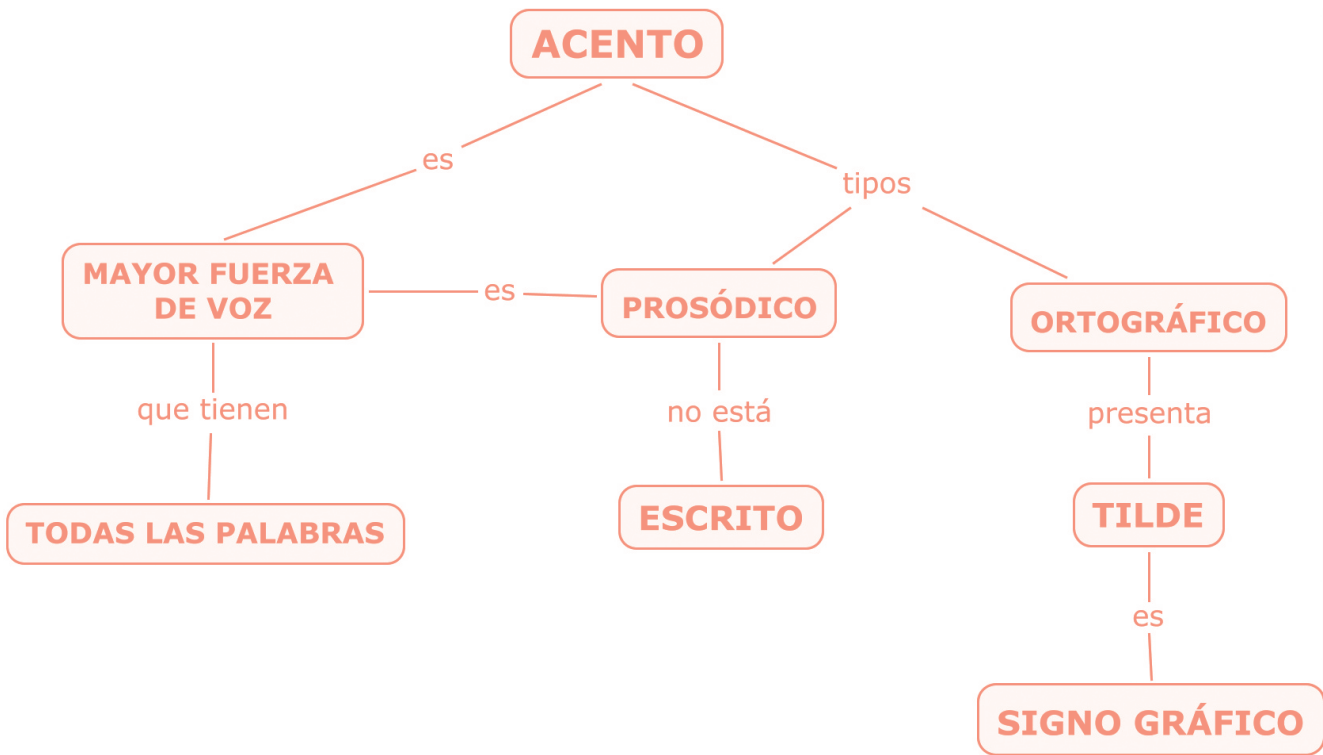 ACENTO
es
tipos
MAYOR FUERZA
DE VOZ
es
PROSÓDICO
ORTOGRÁFICO
que tienen
no está
presenta
TODAS LAS PALABRAS
ESCRITO
TILDE
es
SIGNO GRÁFICO